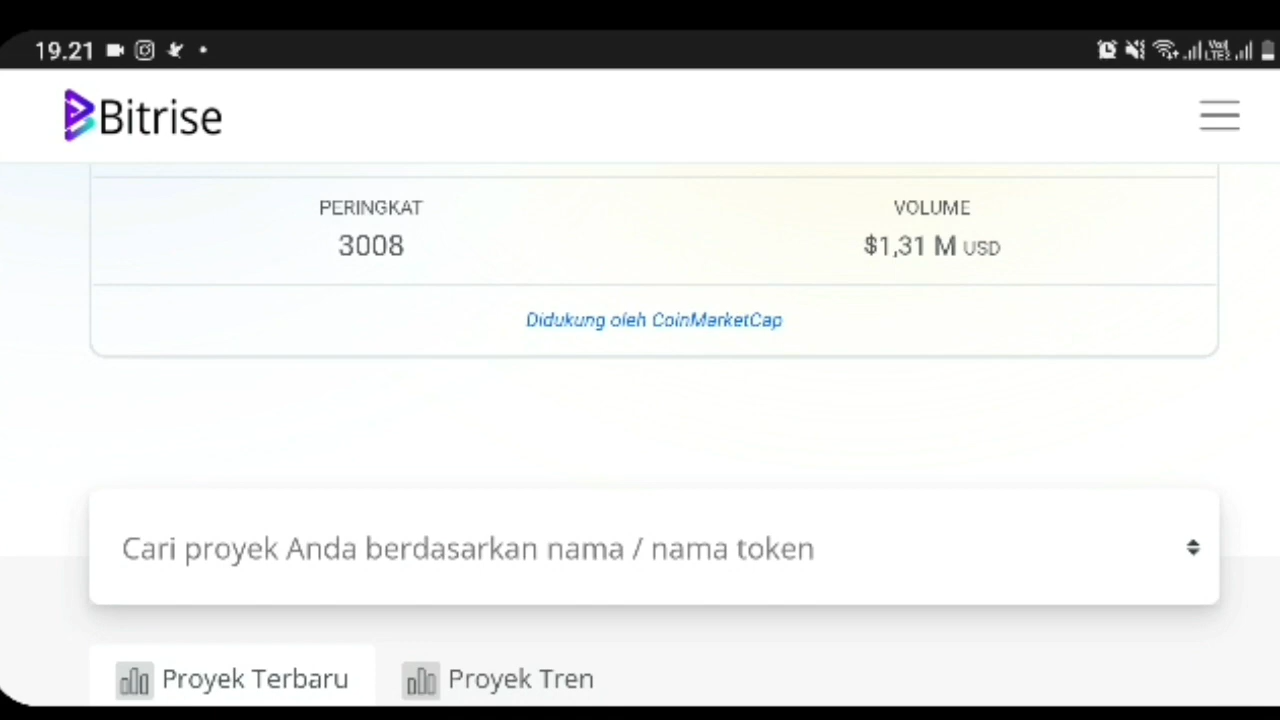 19.21
Bitrise
PERINGKAT
3008
VOLUME
$1,31 M USD
Didukung oleh CoinMarketCap
Cari proyek Anda berdasarkan nama / nama token
Proyek Terbaru
Proyek Tren